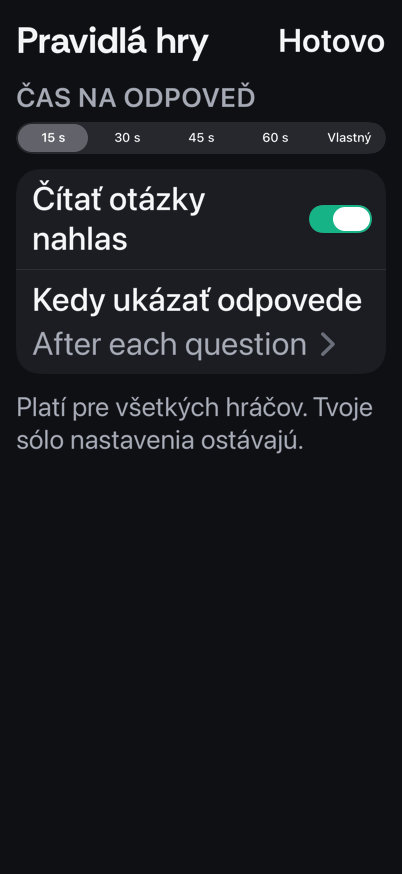 Pravidlá hry
Hotovo
ČAS NA ODPOVEĎ
15 s
30 s
45 s
60 s
Vlastný
Čítať otázky
nahlas
Kedy ukázať odpovede
After each question
Platí pre všetkých hráčov. Tvoje
sólo nastavenia ostávajú.